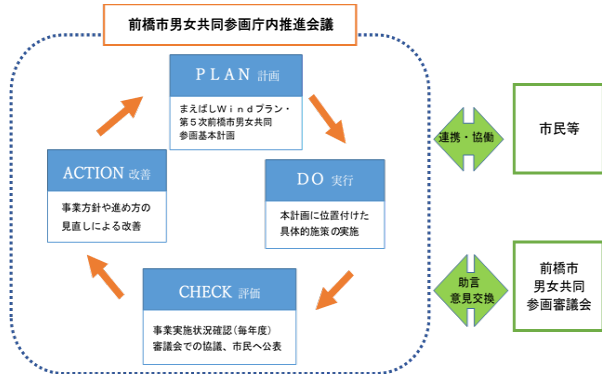 前橋市男女共同参画庁内推進会議
ＰＬＡＮ 計画
まえばしＷｉｎｄプラン・
第５次前橋市男女共同
参画基本計画
ACTION 改善
事業方針や進め方の
見直しによる改善
DO 実行
本計画に位置付けた
具体的施策の実施
CHECK 評価
事業実施状況確認(毎年度)
審議会での協議、市民へ公表
連携・協働
市民等
助言
意見交換
前橋市
男女共同
参画審議会